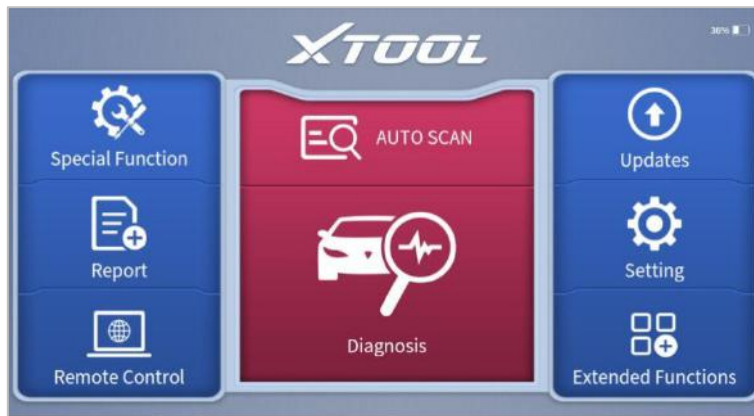 XTOOL
36%
Special Function
AUTO SCAN
Updates
Report
Diagnosis
Setting
Remote Control
Extended Functions